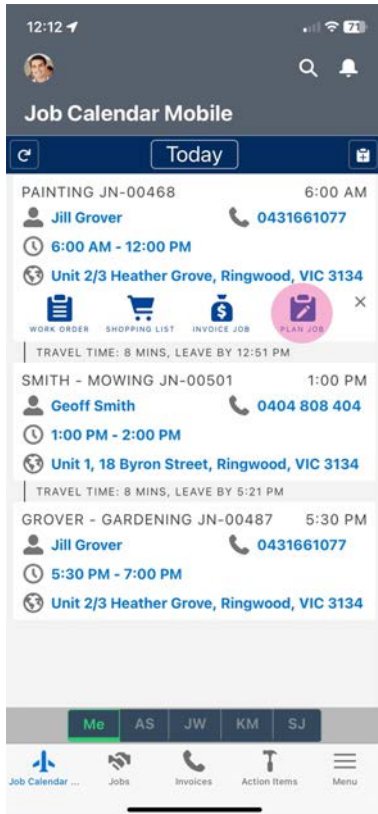 12:12
71
Job Calendar Mobile
Today
PAINTING JN-00468 6:00 AM
Jill Grover 0431661077
6:00 AM - 12:00 PM
Unit 2/3 Heather Grove, Ringwood, VIC 3134
WORK ORDER SHOPPING LIST INVOICE JOB PLAN JOB
TRAVEL TIME: 8 MINS, LEAVE BY 12:51 PM
SMITH - MOWING JN-00501 1:00 PM
Geoff Smith 0404 808 404
1:00 PM - 2:00 PM
Unit 1, 18 Byron Street, Ringwood, VIC 3134
TRAVEL TIME: 8 MINS, LEAVE BY 5:21 PM
GROVER - GARDENING JN-00487 5:30 PM
Jill Grover 0431661077
5:30 PM - 7:00 PM
Unit 2/3 Heather Grove, Ringwood, VIC 3134
Me AS JW KM SJ
Job Calendar ... Jobs Invoices Action Items Menu